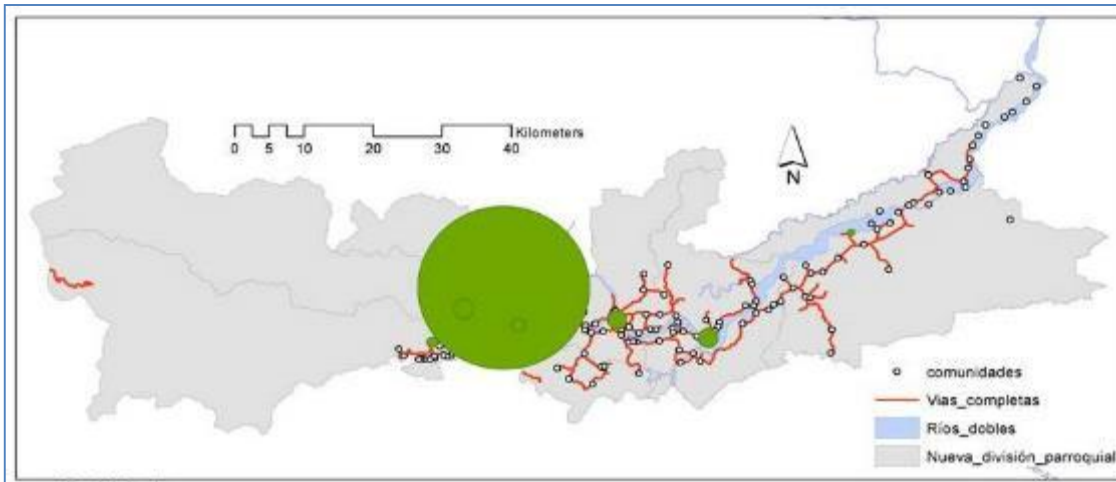 Kilometers
0 5 10 20 30 40
N
comunidades
Vias_completas
Ríos_dobles
Nueva_división_parroquial